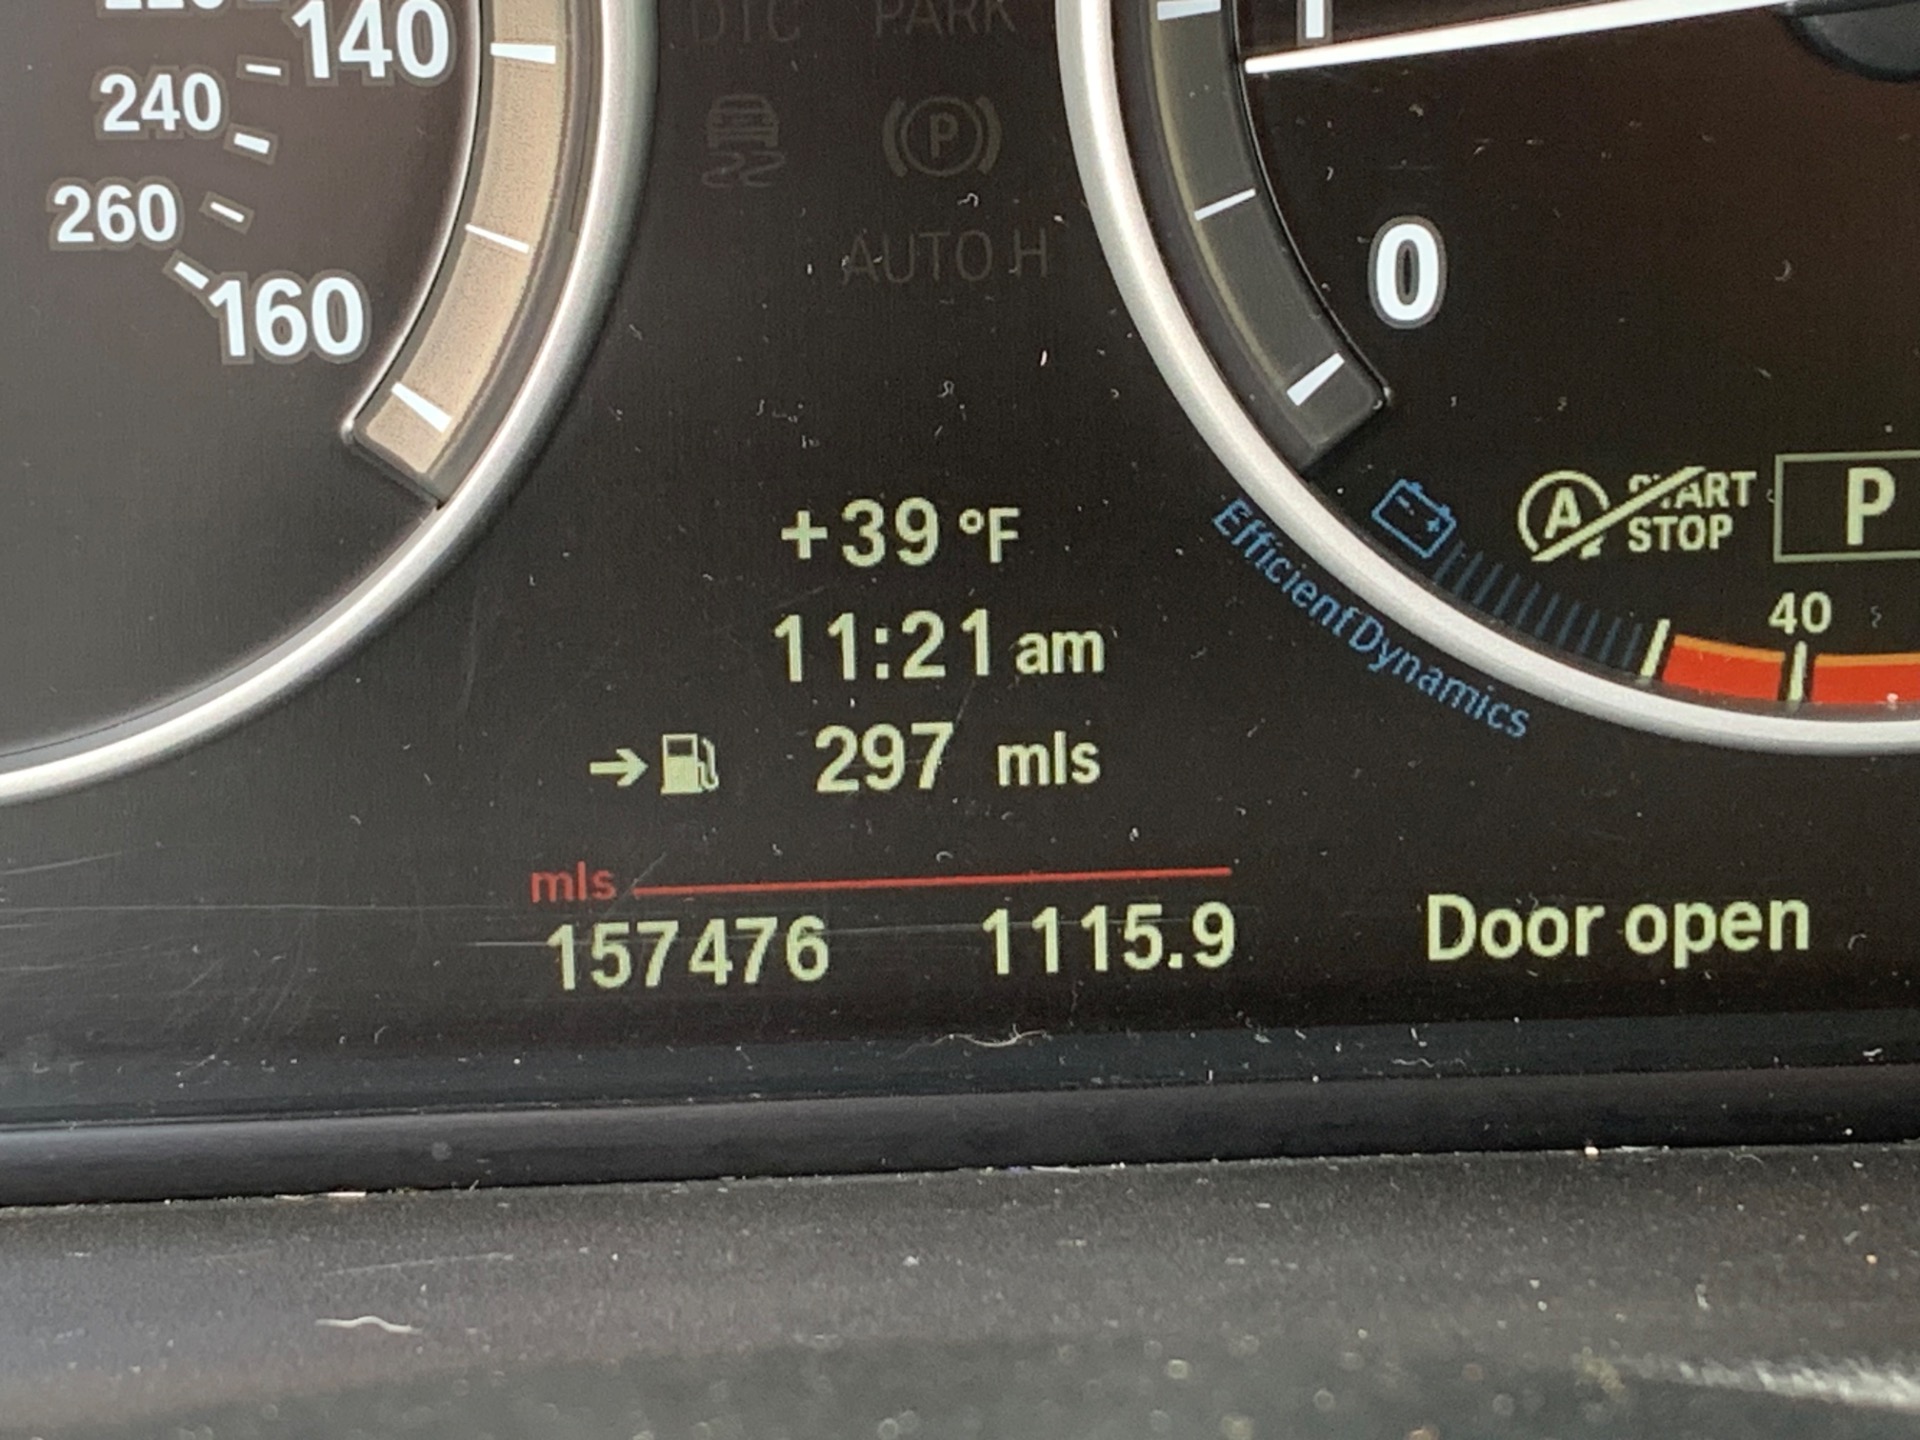 140
240
260
160
DTC PARK
P
AUTO H
0
+39 °F
11:21 am
297 mls
mls
157476 1115.9
Door open
EfficientDynamics
A START
STOP
P
40